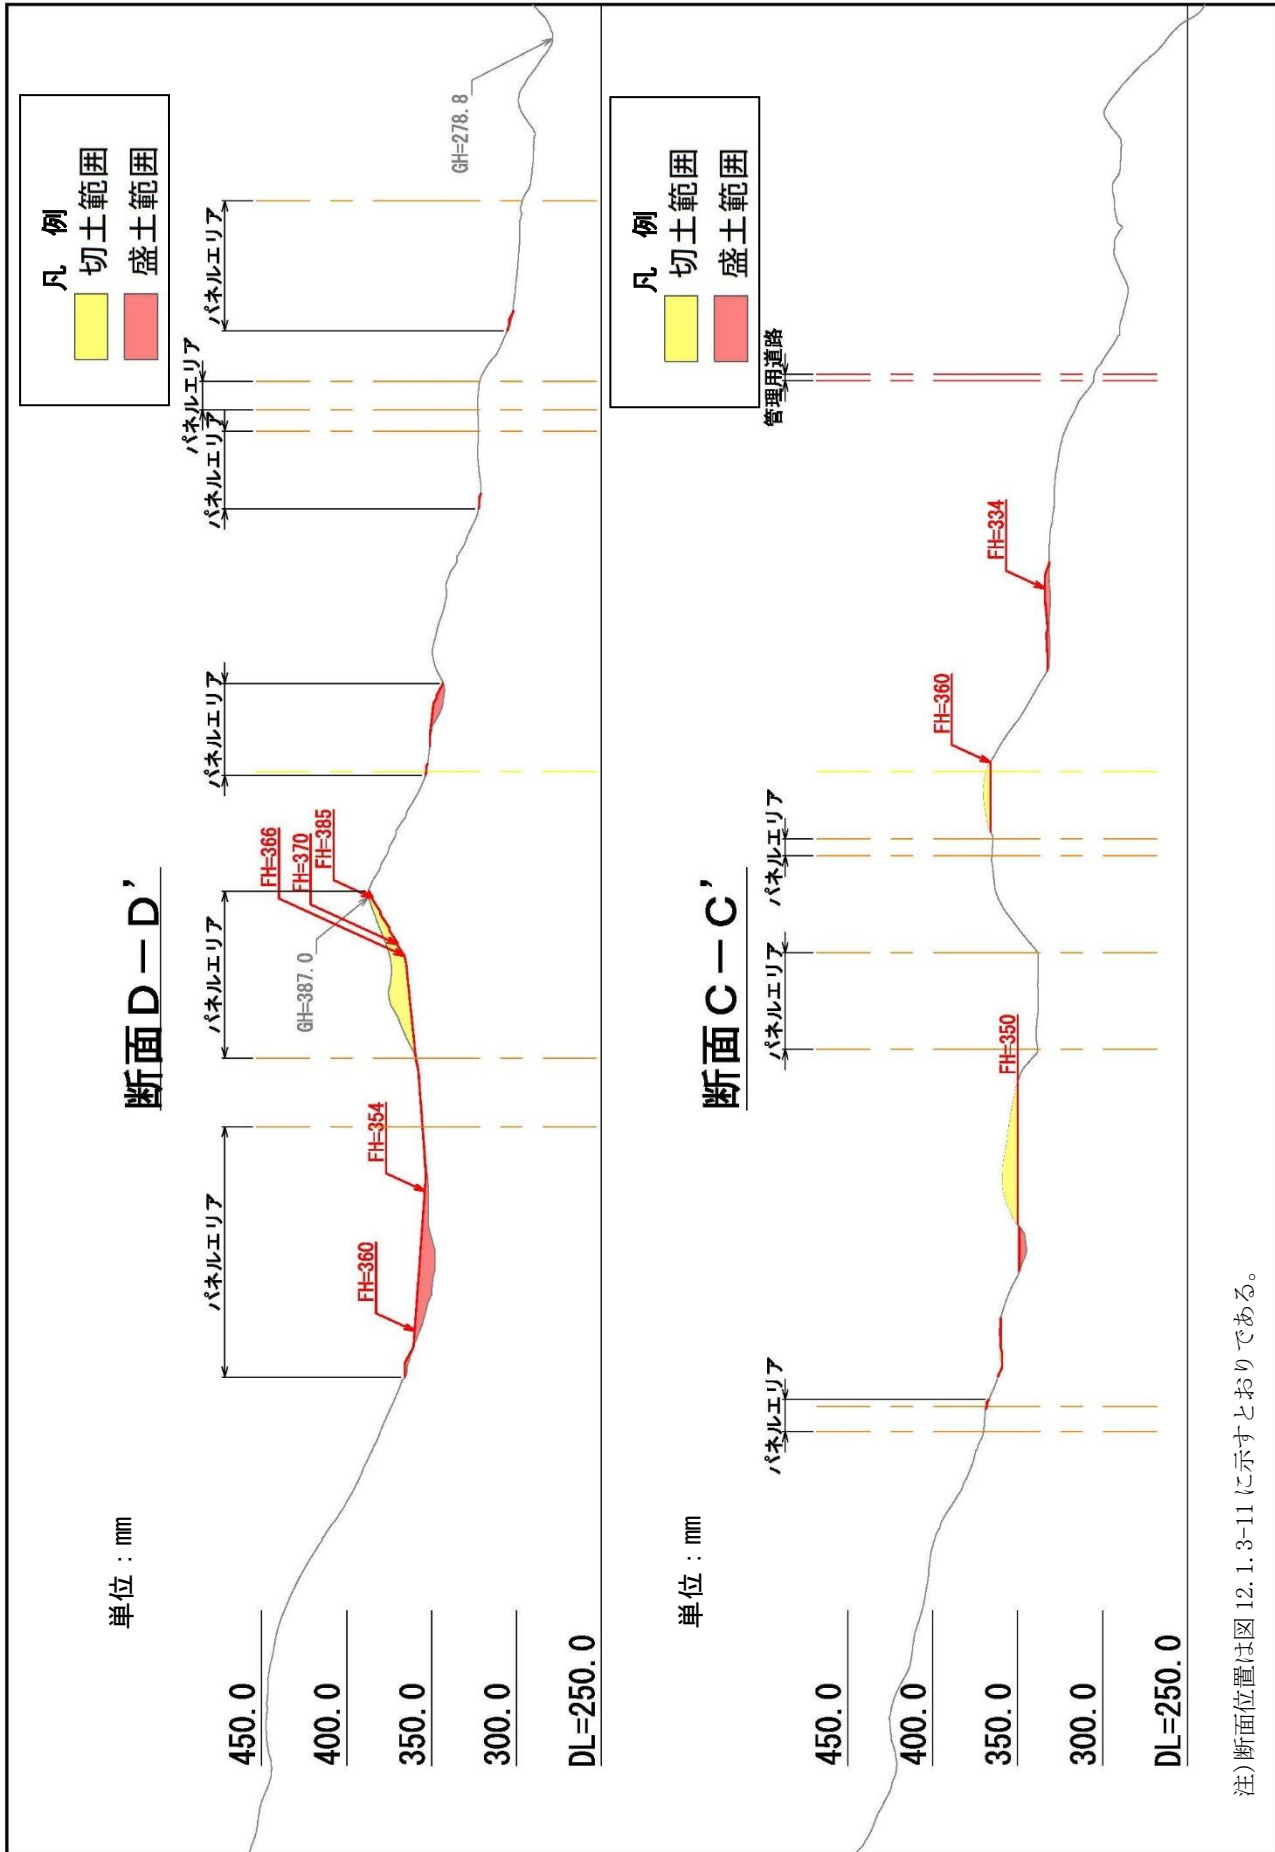 断面D－D'
単位：mm
凡 例
切土範囲
盛土範囲
450.0
400.0
350.0
300.0
DL=250.0
パネルエリア
パネルエリア
パネルエリア
パネルエリア
パネルエリア
パネルエリア
FH=360
FH=354
GH=387.0
FH=366
FH=370
FH=385
GH=278.8
断面C－C'
単位：mm
凡 例
切土範囲
盛土範囲
450.0
400.0
350.0
300.0
DL=250.0
パネルエリア
パネルエリア
パネルエリア
管理用道路
FH=350
FH=360
FH=334
注)断面位置は図12.1.3-11に示すとおりである。